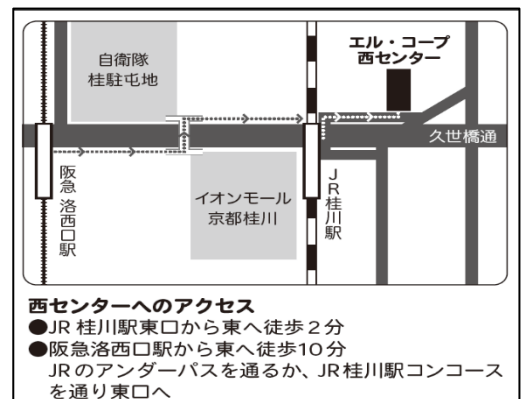 自衛隊
桂駐屯地
エル・コープ
西センター
久世橋通
阪急 洛西口駅
イオンモール
京都桂川
JR桂川駅
西センターへのアクセス
●JR桂川駅東口から東へ徒歩2分
●阪急洛西口駅から東へ徒歩10分
JRのアンダーパスを通るか、JR桂川駅コンコース
を通り東口へ